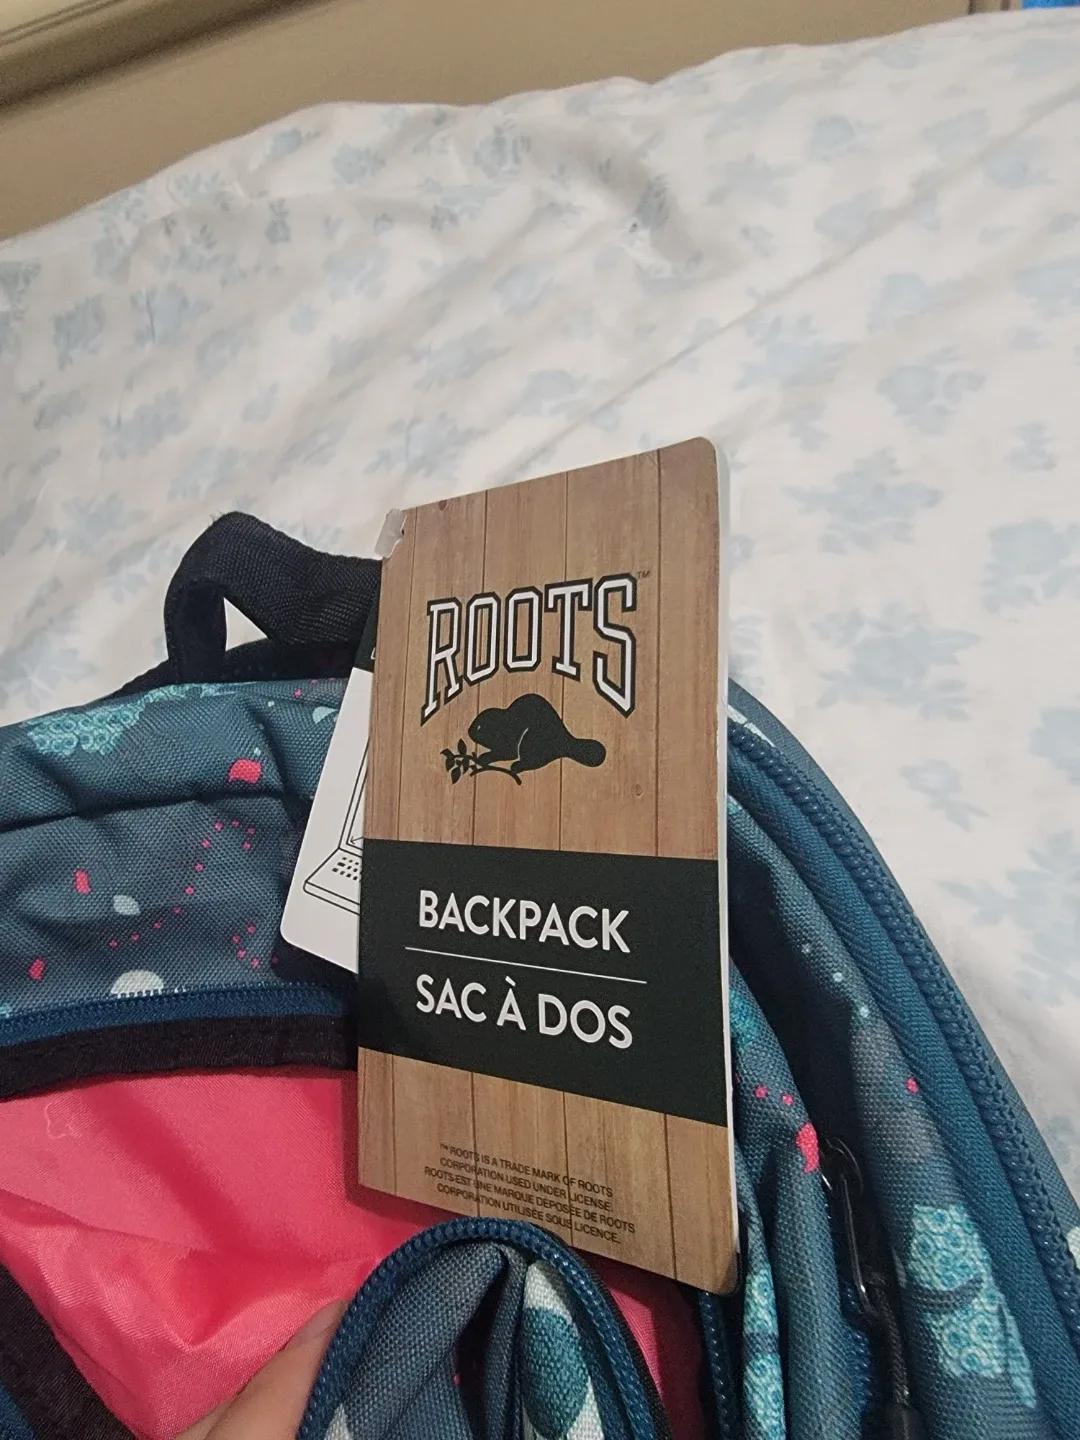 ROOTS™
BACKPACK
SAC À DOS
™ ROOTS IS A TRADE MARK OF ROOTS
CORPORATION USED UNDER LICENSE.
ROOTS EST UNE MARQUE DÉPOSÉE DE ROOTS
CORPORATION UTILISÉE SOUS LICENCE.